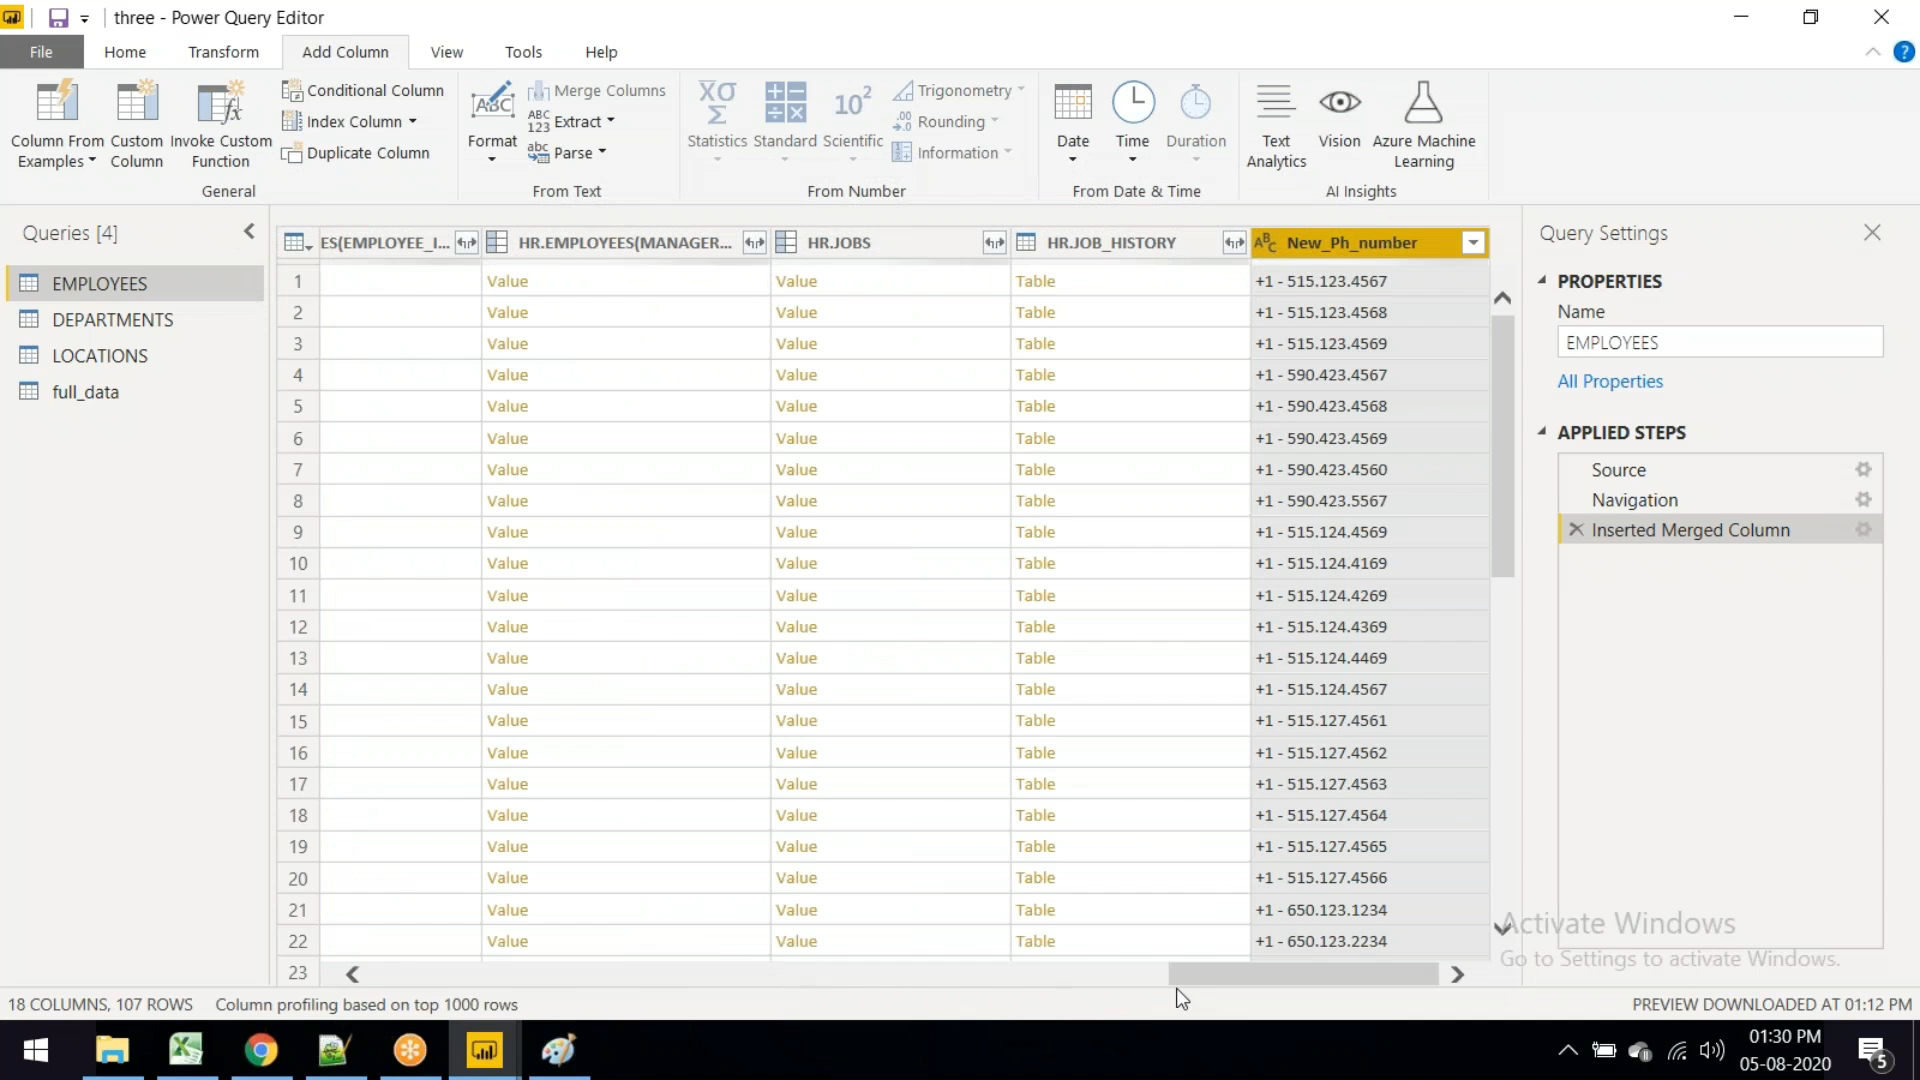 three - Power Query Editor
File Home Transform Add Column View Tools Help
Column From Examples
Custom Column
Invoke Custom Function
Conditional Column
Index Column
Duplicate Column
General
Format
Merge Columns
Extract
Parse
From Text
Statistics
Standard
Scientific
Trigonometry
Rounding
Information
From Number
Date
Time
Duration
From Date & Time
Text Analytics
Vision
Azure Machine Learning
AI Insights
Queries [4]
EMPLOYEES
DEPARTMENTS
LOCATIONS
full_data
ES(EMPLOYEE_I... HR.EMPLOYEES(MANAGER... HR.JOBS HR.JOB_HISTORY New_Ph_number
1 Value Value Table +1 - 515.123.4567
2 Value Value Table +1 - 515.123.4568
3 Value Value Table +1 - 515.123.4569
4 Value Value Table +1 - 590.423.4567
5 Value Value Table +1 - 590.423.4568
6 Value Value Table +1 - 590.423.4569
7 Value Value Table +1 - 590.423.4560
8 Value Value Table +1 - 590.423.5567
9 Value Value Table +1 - 515.124.4569
10 Value Value Table +1 - 515.124.4169
11 Value Value Table +1 - 515.124.4269
12 Value Value Table +1 - 515.124.4369
13 Value Value Table +1 - 515.124.4469
14 Value Value Table +1 - 515.124.4567
15 Value Value Table +1 - 515.127.4561
16 Value Value Table +1 - 515.127.4562
17 Value Value Table +1 - 515.127.4563
18 Value Value Table +1 - 515.127.4564
19 Value Value Table +1 - 515.127.4565
20 Value Value Table +1 - 515.127.4566
21 Value Value Table +1 - 650.123.1234
22 Value Value Table +1 - 650.123.2234
23
Query Settings
PROPERTIES
Name
EMPLOYEES
All Properties
APPLIED STEPS
Source
Navigation
Inserted Merged Column
Activate Windows
Go to Settings to activate Windows.
18 COLUMNS, 107 ROWS Column profiling based on top 1000 rows PREVIEW DOWNLOADED AT 01:12 PM
01:30 PM
05-08-2020
5